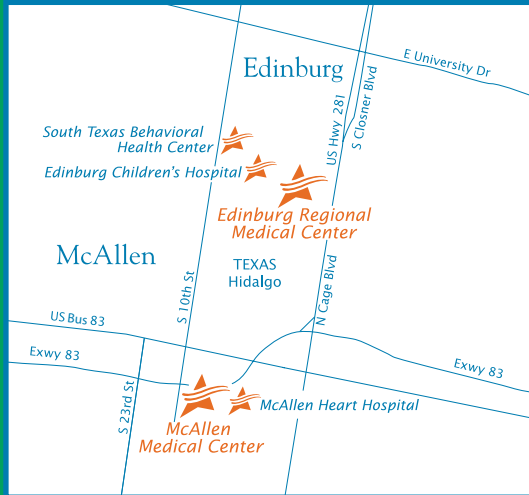 Edinburg
E University Dr
US Hwy 281
S Closner Blvd
South Texas Behavioral
Health Center
Edinburg Children's Hospital
Edinburg Regional
Medical Center
McAllen
TEXAS
Hidalgo
S 10th St
N Cage Blvd
US Bus 83
Exwy 83
Exwy 83
S 23rd St
McAllen Heart Hospital
McAllen
Medical Center